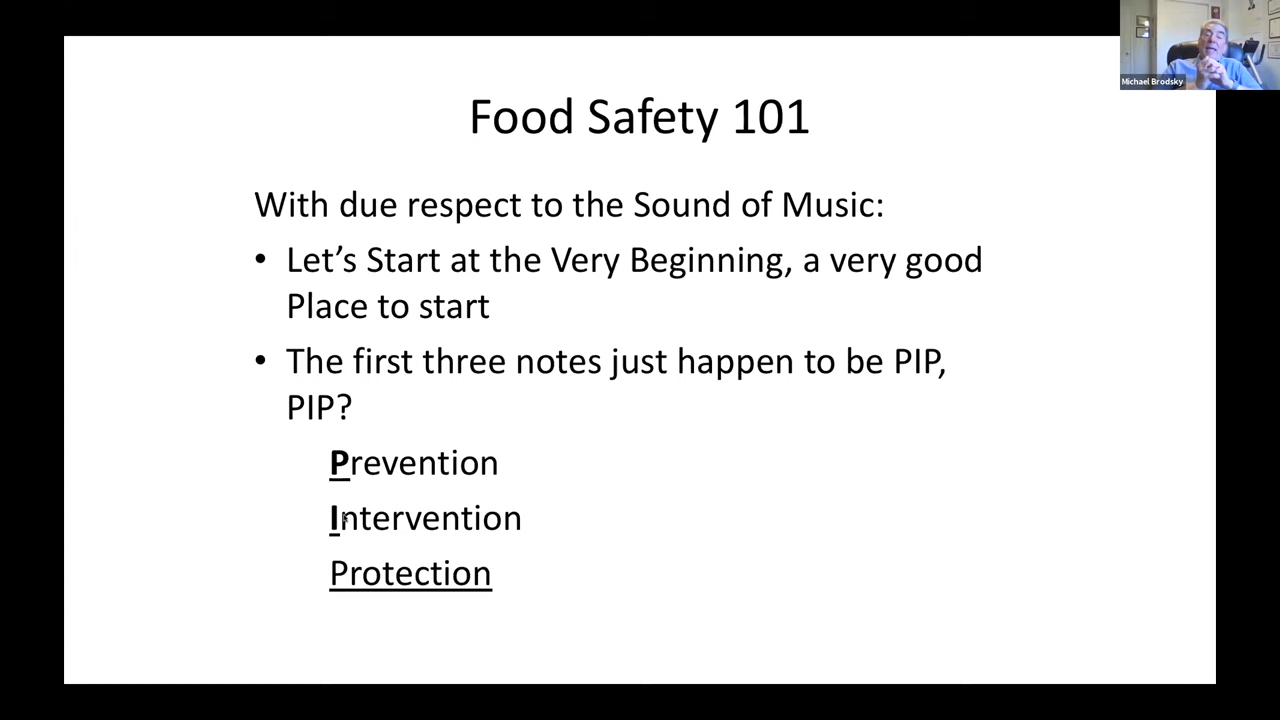 Michael Brodsky
Food Safety 101
With due respect to the Sound of Music:
• Let’s Start at the Very Beginning, a very good
Place to start
• The first three notes just happen to be PIP,
PIP?
Prevention
Intervention
Protection